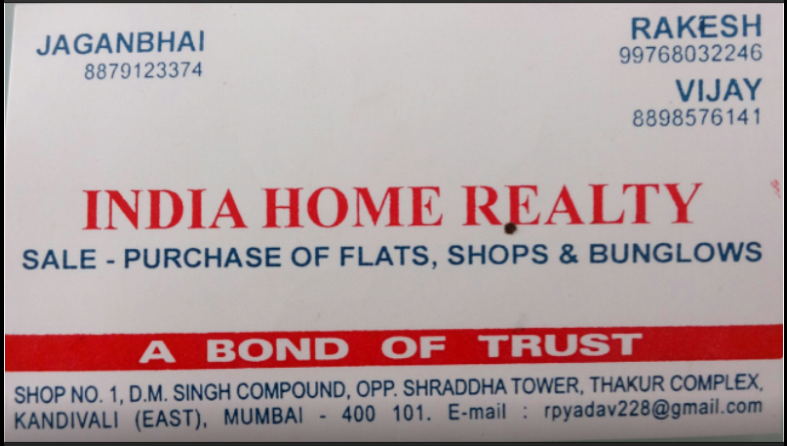 JAGANBHAI
8879123374
RAKESH
99768032246
VIJAY
8898576141
INDIA HOME REALTY
SALE - PURCHASE OF FLATS, SHOPS & BUNGLOWS
A BOND OF TRUST
SHOP NO. 1, D.M. SINGH COMPOUND, OPP. SHRADDHA TOWER, THAKUR COMPLEX,
KANDIVALI (EAST), MUMBAI - 400 101. E-mail : rpyadav228@gmail.com